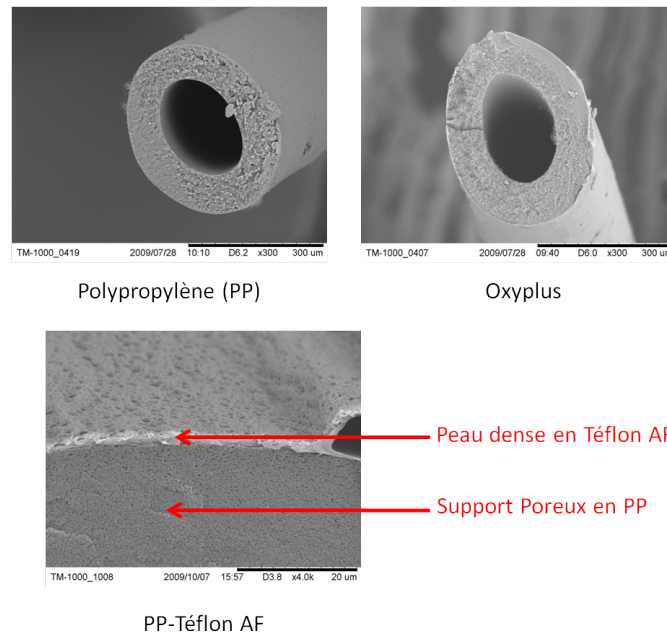 TM-1000_0419 2009/07/28 10:10 D6.2 x300 300 um
TM-1000_0407 2009/07/28 09:40 D6.0 x300 300 um
Polypropylène (PP)
Oxyplus
Peau dense en Téflon AF
Support Poreux en PP
TM-1000_1008 2009/10/07 15:57 D3.8 x4.0k 20 um
PP-Téflon AF